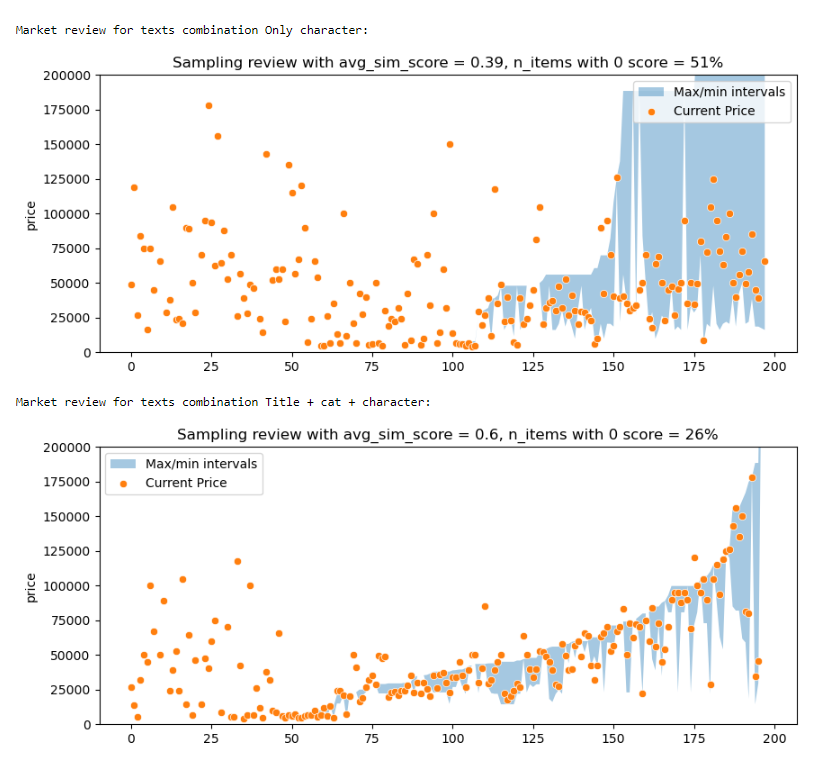 Market review for texts combination Only character:
Sampling review with avg_sim_score = 0.39, n_items with 0 score = 51%
200000
175000
150000
125000
100000
75000
50000
25000
0
price
Max/min intervals
Current Price
0 25 50 75 100 125 150 175 200
Market review for texts combination Title + cat + character:
Sampling review with avg_sim_score = 0.6, n_items with 0 score = 26%
200000
175000
150000
125000
100000
75000
50000
25000
0
price
Max/min intervals
Current Price
0 25 50 75 100 125 150 175 200